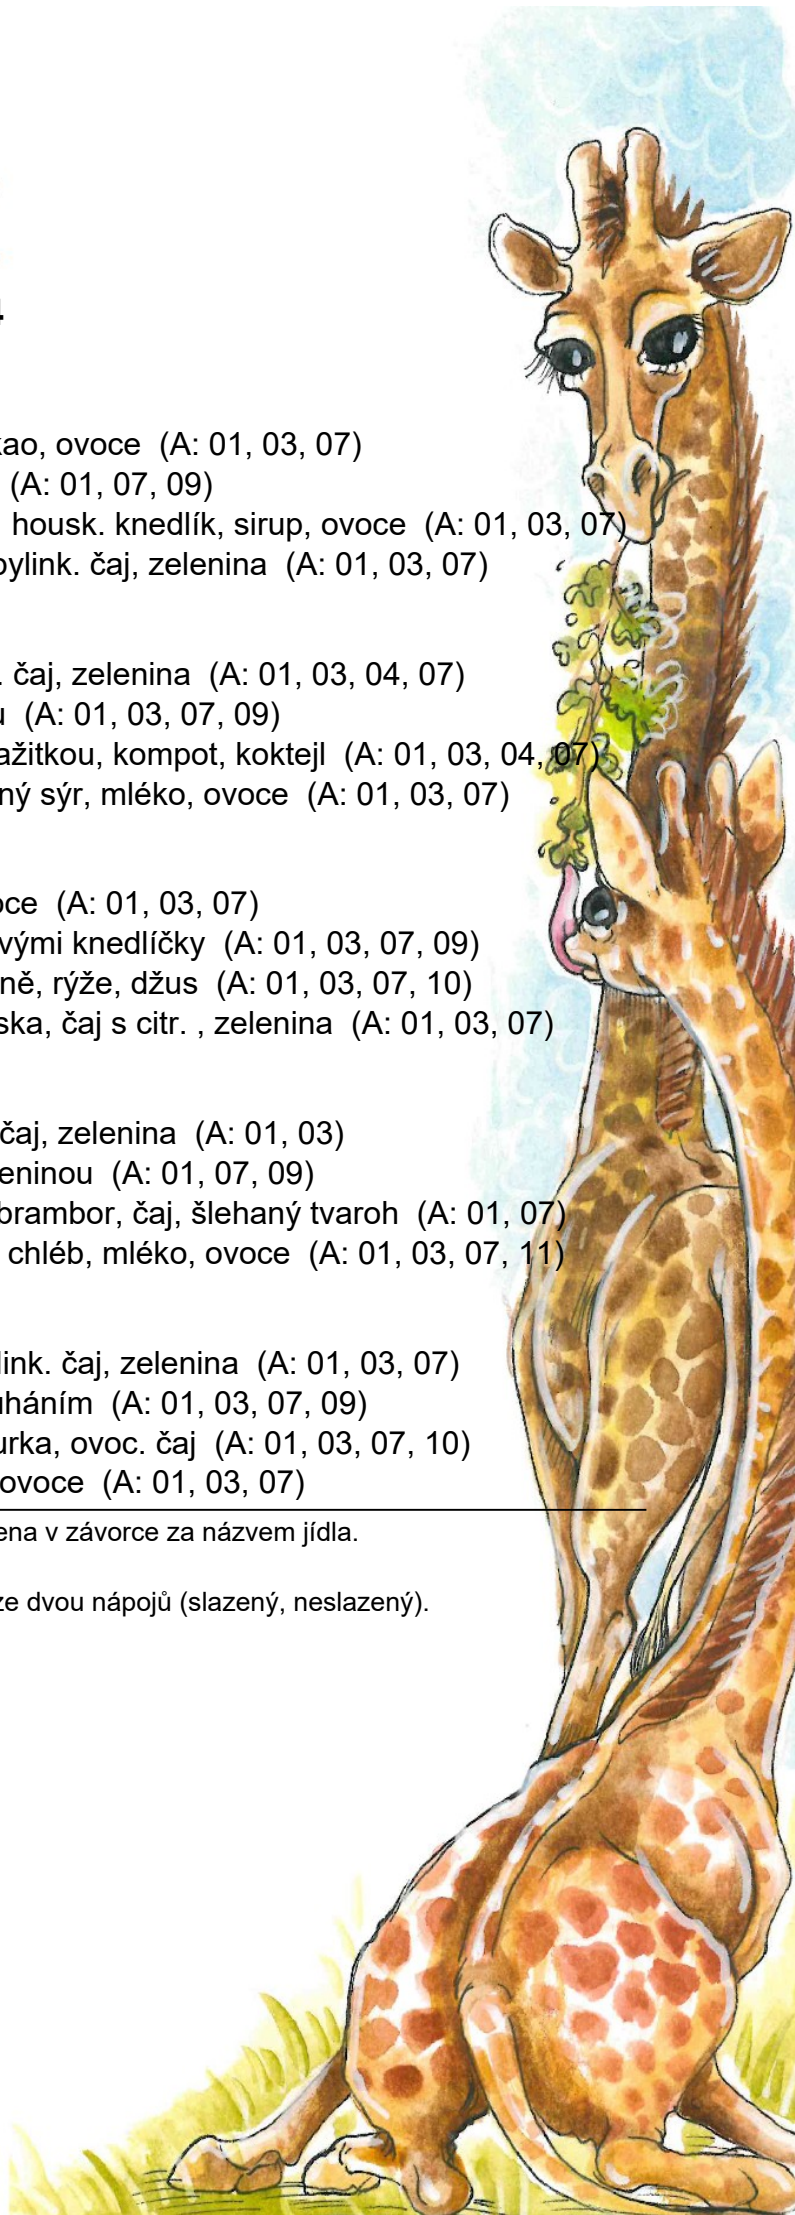 4
kao, ovoce (A: 01, 03, 07)
(A: 01, 07, 09)
housk. knedlík, sirup, ovoce (A: 01, 03, 07)
bylink. čaj, zelenina (A: 01, 03, 07)
. čaj, zelenina (A: 01, 03, 04, 07)
u (A: 01, 03, 07, 09)
ažitkou, kompot, koktejl (A: 01, 03, 04, 07)
ný sýr, mléko, ovoce (A: 01, 03, 07)
oce (A: 01, 03, 07)
vými knedlíčky (A: 01, 03, 07, 09)
ně, rýže, džus (A: 01, 03, 07, 10)
ska, čaj s citr. , zelenina (A: 01, 03, 07)
čaj, zelenina (A: 01, 03)
eninou (A: 01, 07, 09)
brambor, čaj, šlehaný tvaroh (A: 01, 07)
chléb, mléko, ovoce (A: 01, 03, 07, 11)
link. čaj, zelenina (A: 01, 03, 07)
uháním (A: 01, 03, 07, 09)
urka, ovoc. čaj (A: 01, 03, 07, 10)
ovoce (A: 01, 03, 07)
ena v závorce za názvem jídla.
ze dvou nápojů (slazený, neslazený).